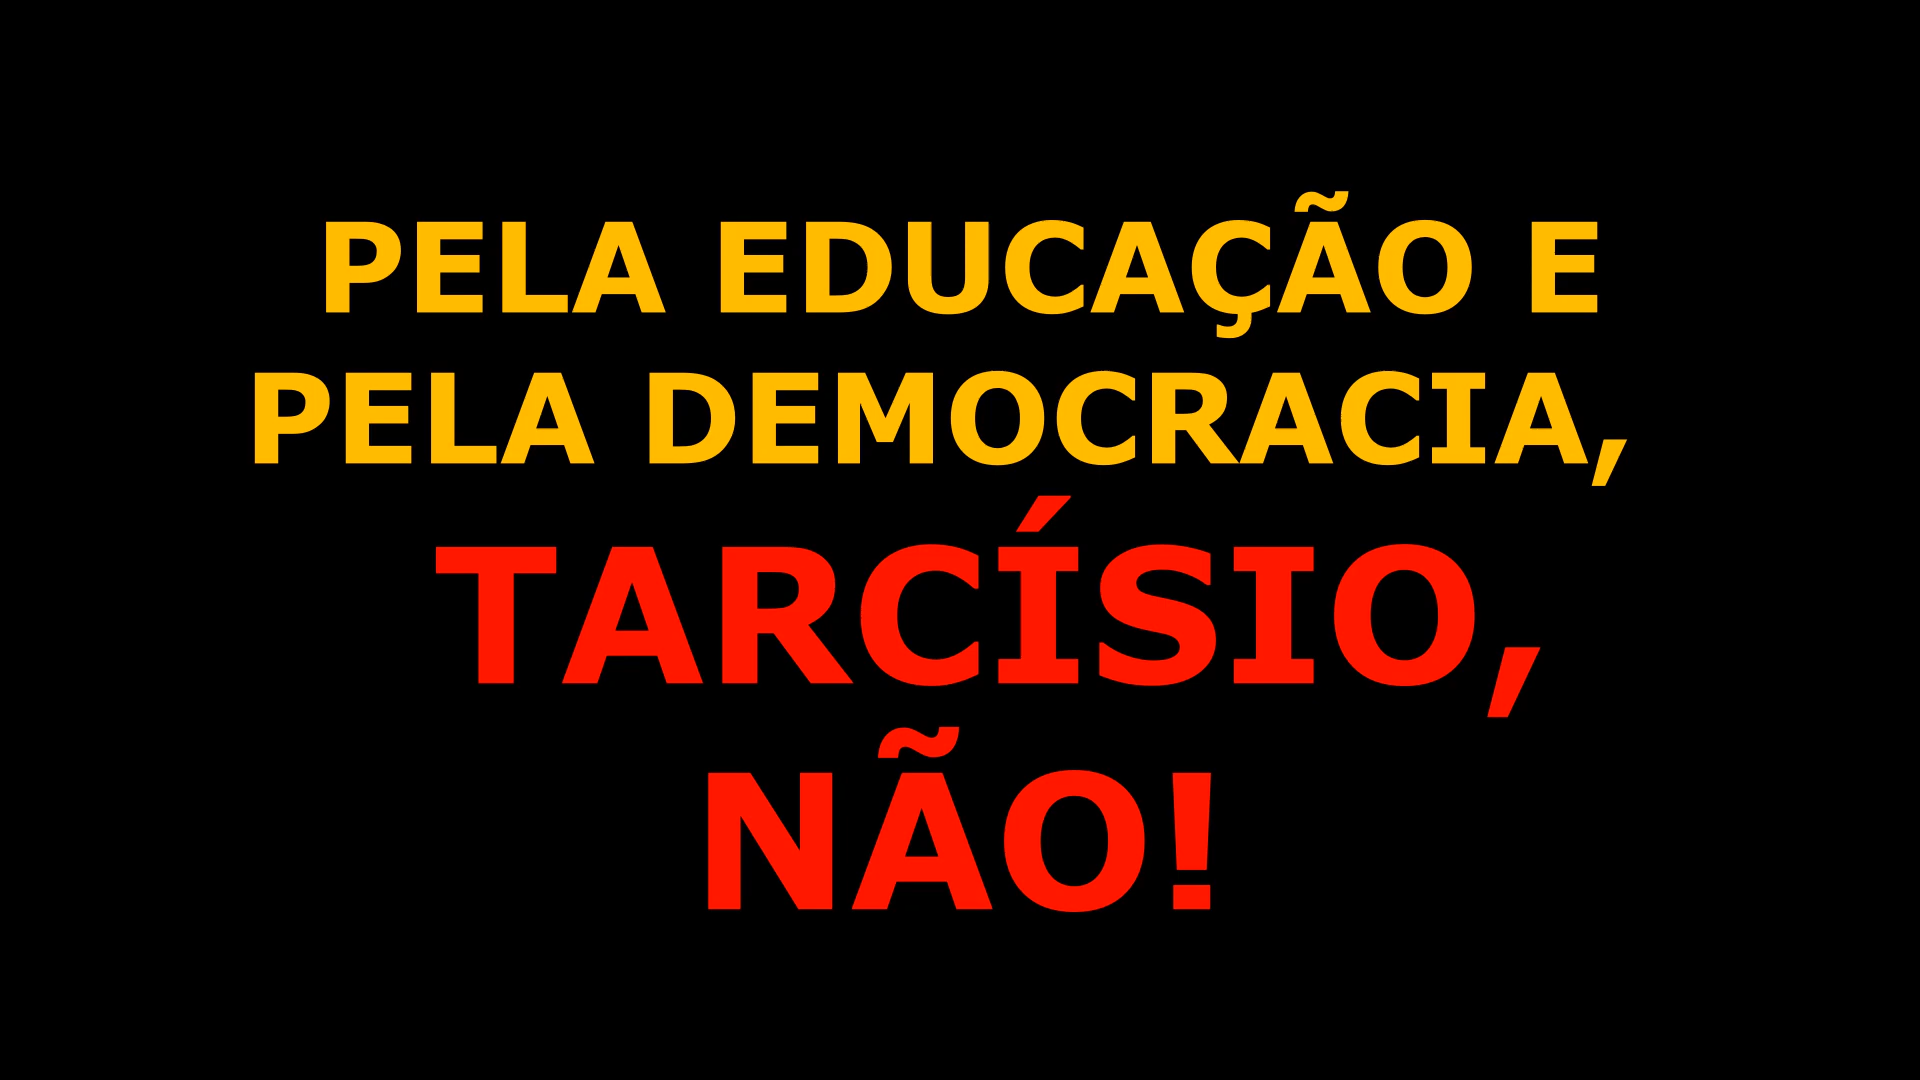 PELA EDUCAÇÃO E
PELA DEMOCRACIA,
TARCÍSIO,
NÃO!